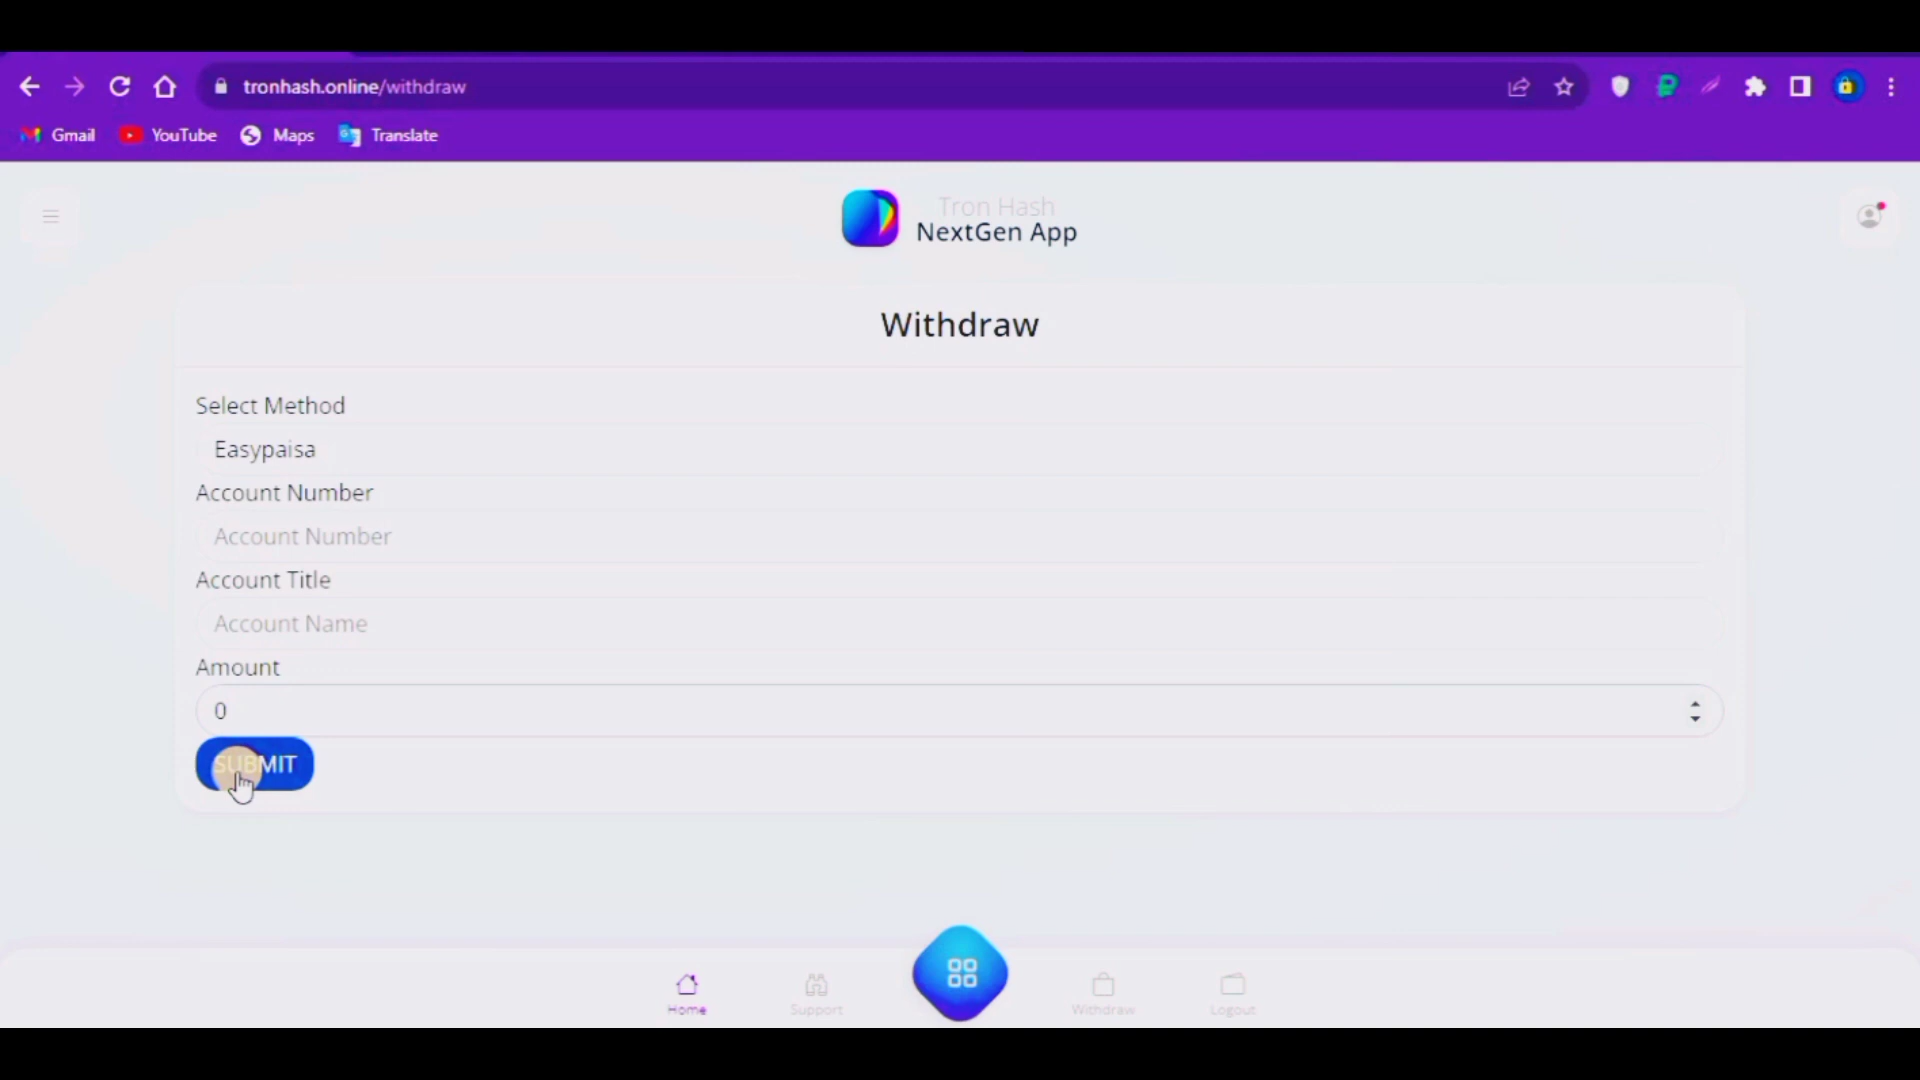 tronhash.online/withdraw
Gmail YouTube Maps Translate
Tron Hash
NextGen App
Withdraw
Select Method
Easypaisa
Account Number
Account Number
Account Title
Account Name
Amount
0
SUBMIT
Home Support Withdraw Logout